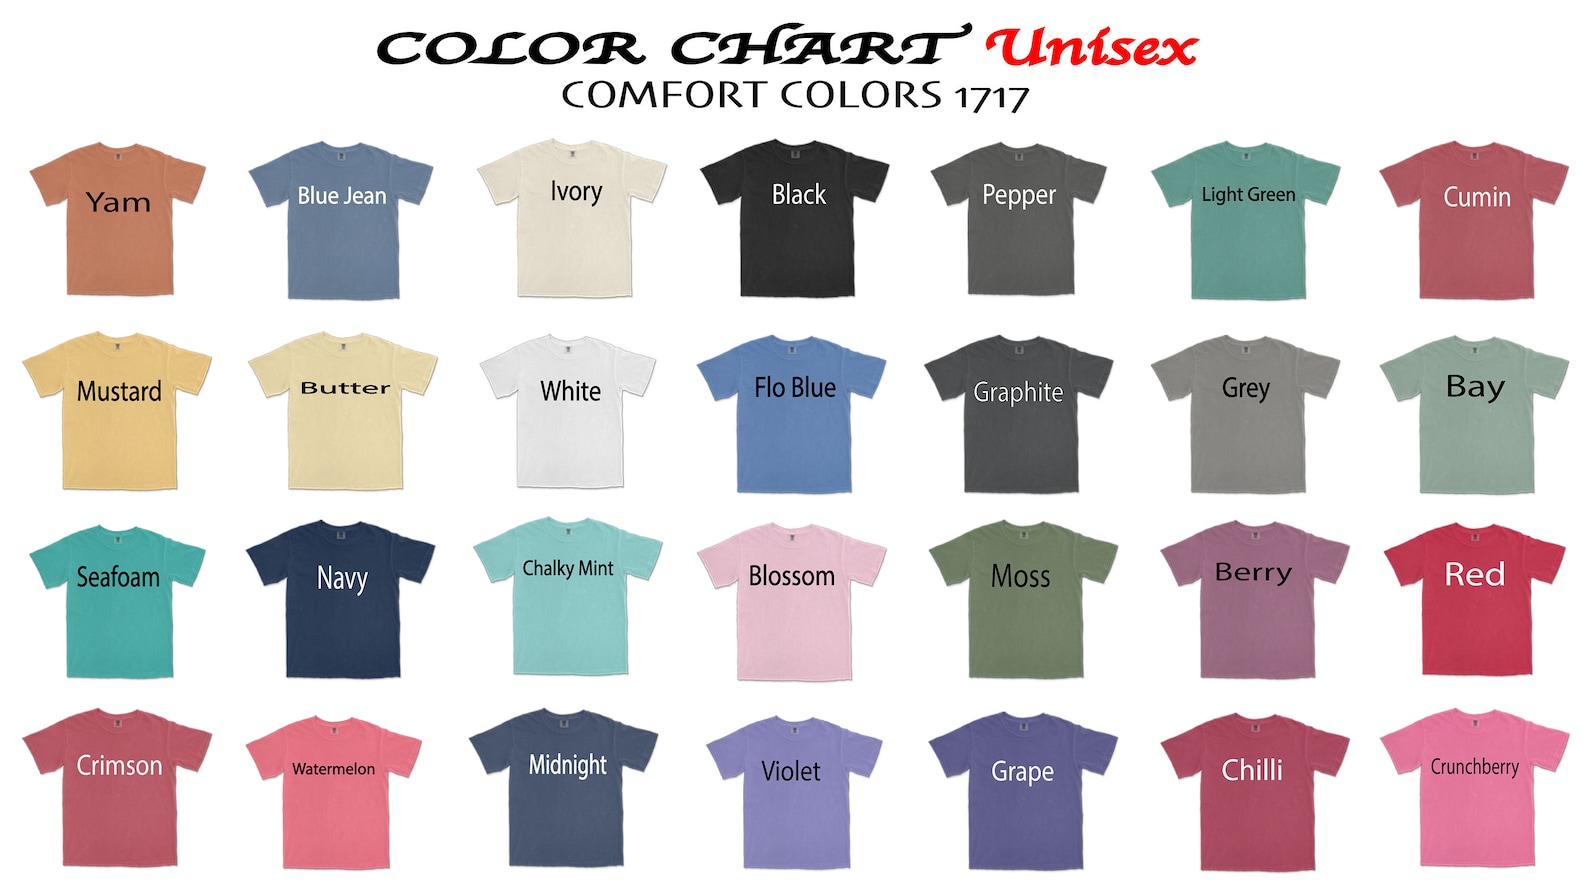 COLOR CHART Unisex
COMFORT COLORS 1717
Yam
Blue Jean
Ivory
Black
Pepper
Light Green
Cumin
Mustard
Butter
White
Flo Blue
Graphite
Grey
Bay
Seafoam
Navy
Chalky Mint
Blossom
Moss
Berry
Red
Crimson
Watermelon
Midnight
Violet
Grape
Chilli
Crunchberry